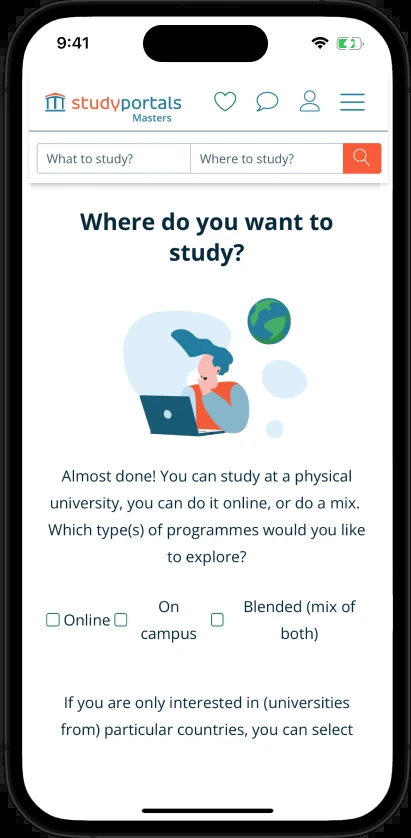 9:41
studyportals
Masters
What to study? Where to study?
Where do you want to
study?
Almost done! You can study at a physical
university, you can do it online, or do a mix.
Which type(s) of programmes would you like
to explore?
Online On campus Blended (mix of both)
If you are only interested in (universities
from) particular countries, you can select